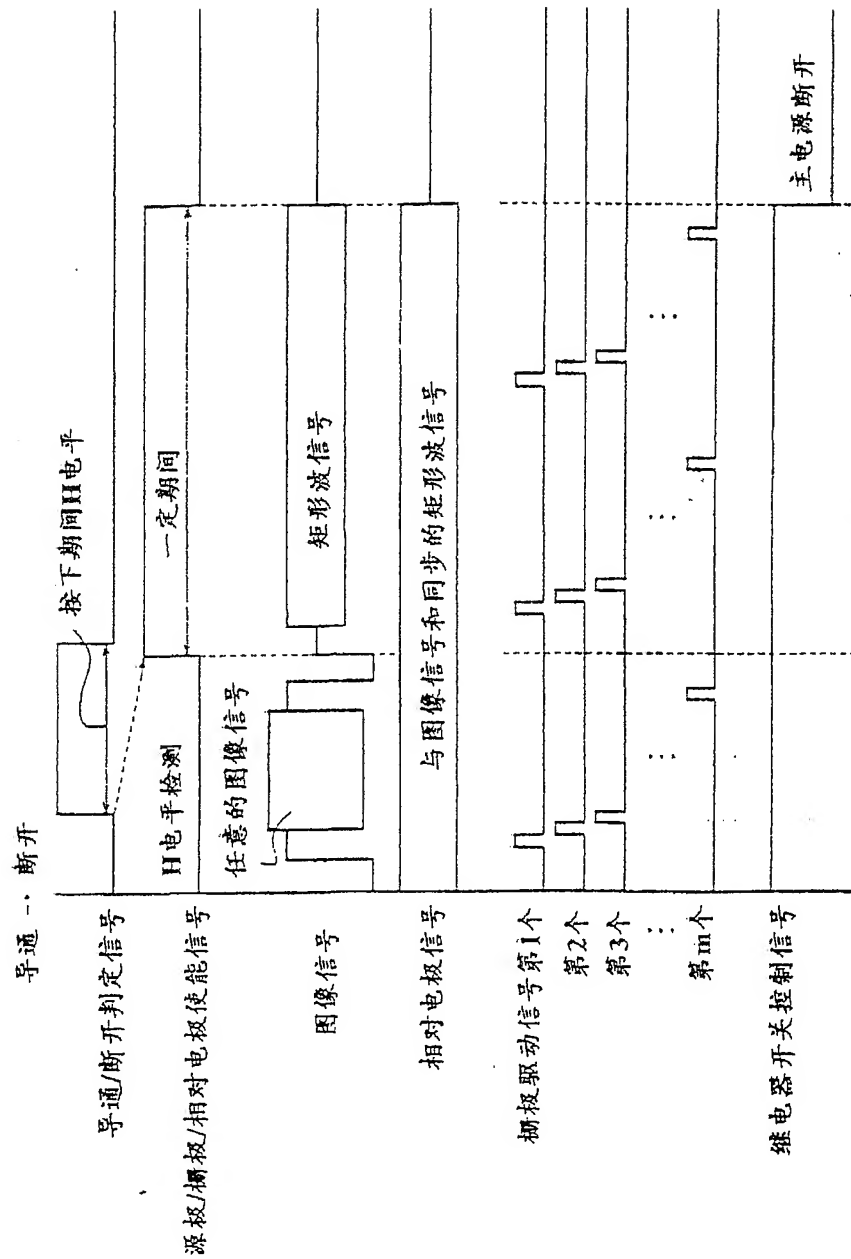 导通 → 断开
导通/断开判定信号
按下期间H电平
源极/栅极/相对电极使能信号
H电平检测
一定期间
图像信号
任意的图像信号
矩形波信号
相对电极信号
与图像信号和同步的矩形波信号
栅极驱动信号第1个
第2个
第3个
⋮
第m个
继电器开关控制信号
主电源断开